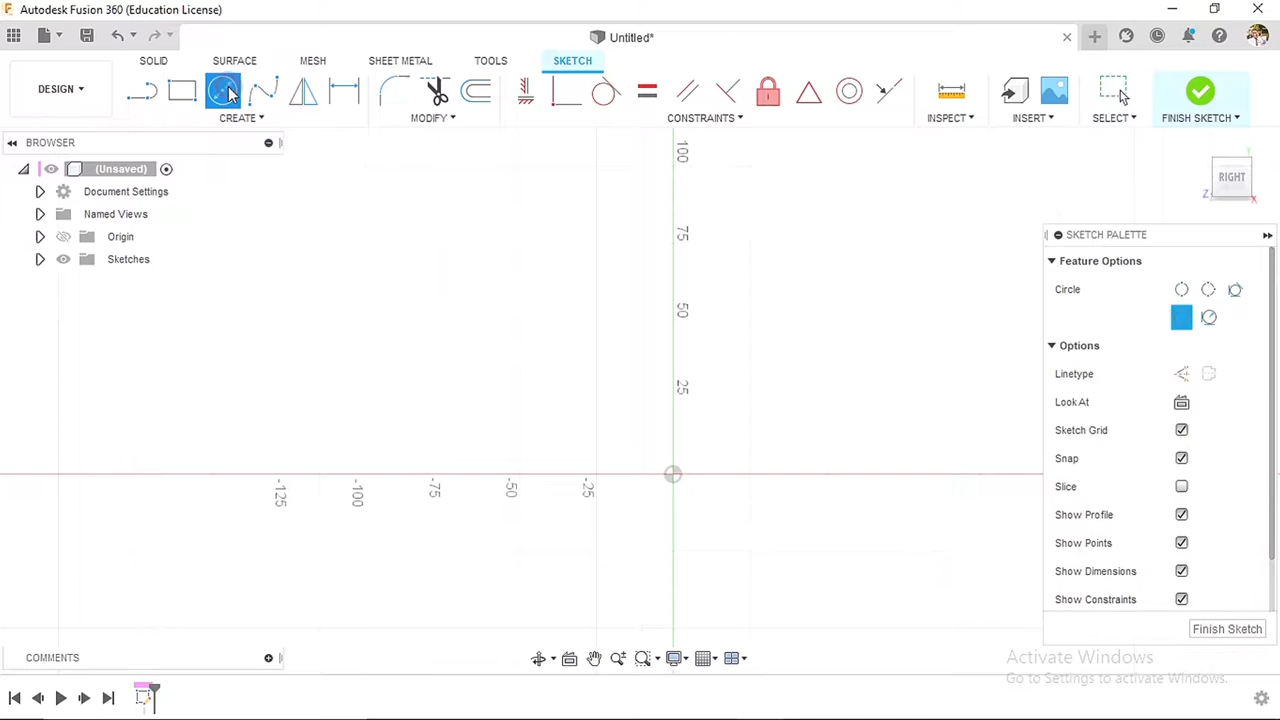 Autodesk Fusion 360 (Education License)
Untitled*
SOLID
SURFACE
MESH
SHEET METAL
TOOLS
SKETCH
DESIGN
CREATE
MODIFY
CONSTRAINTS
INSPECT
INSERT
SELECT
FINISH SKETCH
BROWSER
(Unsaved)
Document Settings
Named Views
Origin
Sketches
100
75
50
25
-125
-100
-75
-50
-25
Y
RIGHT
Z
X
SKETCH PALETTE
Feature Options
Circle
Options
Linetype
Look At
Sketch Grid
Snap
Slice
Show Profile
Show Points
Show Dimensions
Show Constraints
Finish Sketch
COMMENTS
Activate Windows
Go to Settings to activate Windows.